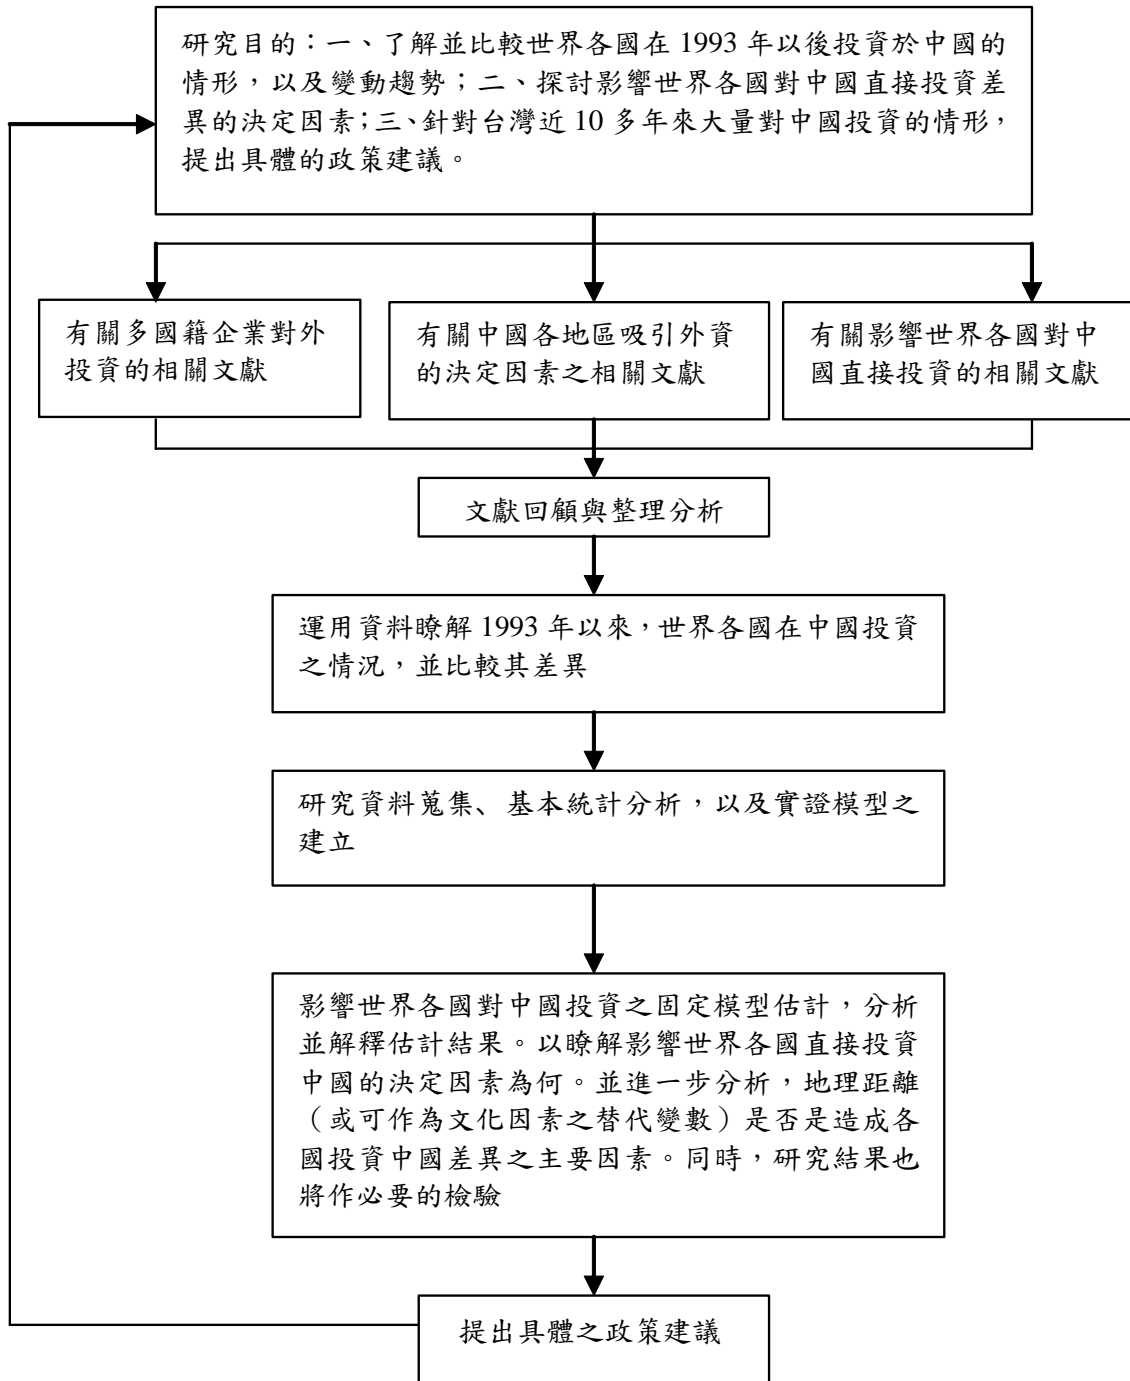 研究目的：一、了解並比較世界各國在 1993 年以後投資於中國的
情形，以及變動趨勢；二、探討影響世界各國對中國直接投資差
異的決定因素；三、針對台灣近 10 多年來大量對中國投資的情形，
提出具體的政策建議。
有關多國籍企業對外
投資的相關文獻
有關中國各地區吸引外資
的決定因素之相關文獻
有關影響世界各國對中
國直接投資的相關文獻
文獻回顧與整理分析
運用資料瞭解 1993 年以來，世界各國在中國投資
之情況，並比較其差異
研究資料蒐集、基本統計分析，以及實證模型之
建立
影響世界各國對中國投資之固定模型估計，分析
並解釋估計結果。以瞭解影響世界各國直接投資
中國的決定因素為何。並進一步分析，地理距離
（或可作為文化因素之替代變數）是否是造成各
國投資中國差異之主要因素。同時，研究結果也
將作必要的檢驗
提出具體之政策建議